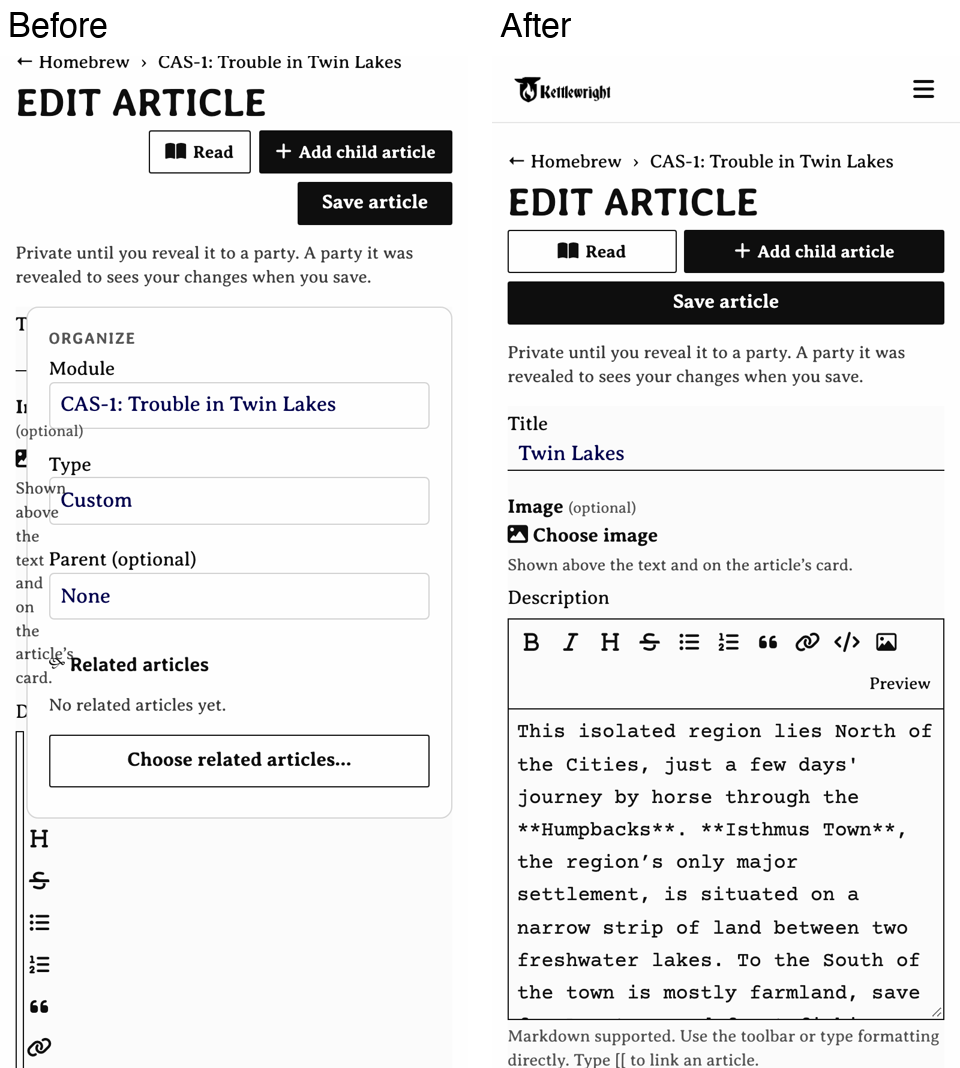 Before
← Homebrew › CAS-1: Trouble in Twin Lakes
EDIT ARTICLE
Read
+ Add child article
Save article
Private until you reveal it to a party. A party it was
revealed to sees your changes when you save.
T
ORGANIZE
Module
CAS-1: Trouble in Twin Lakes
(optional)
Type
Shown
Custom
above
the
text
Parent (optional)
and
None
on
the
article's
Related articles
card.
No related articles yet.
D
Choose related articles...
H
S
After
Kettlewright
← Homebrew › CAS-1: Trouble in Twin Lakes
EDIT ARTICLE
Read
+ Add child article
Save article
Private until you reveal it to a party. A party it was
revealed to sees your changes when you save.
Title
Twin Lakes
Image (optional)
Choose image
Shown above the text and on the article's card.
Description
B I H S </>
Preview
This isolated region lies North of
the Cities, just a few days'
journey by horse through the
**Humpbacks**. **Isthmus Town**,
the region’s only major
settlement, is situated on a
narrow strip of land between two
freshwater lakes. To the South of
the town is mostly farmland, save
Markdown supported. Use the toolbar or type formatting
directly. Type [[ to link an article.